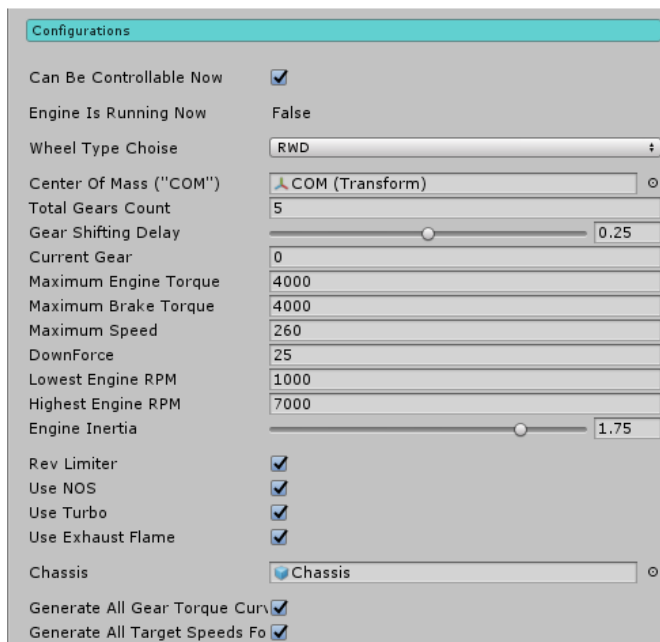 Configurations
Can Be Controllable Now
Engine Is Running Now False
Wheel Type Choise RWD
Center Of Mass ("COM") COM (Transform)
Total Gears Count 5
Gear Shifting Delay 0.25
Current Gear 0
Maximum Engine Torque 4000
Maximum Brake Torque 4000
Maximum Speed 260
DownForce 25
Lowest Engine RPM 1000
Highest Engine RPM 7000
Engine Inertia 1.75
Rev Limiter
Use NOS
Use Turbo
Use Exhaust Flame
Chassis Chassis
Generate All Gear Torque Curv
Generate All Target Speeds Fo